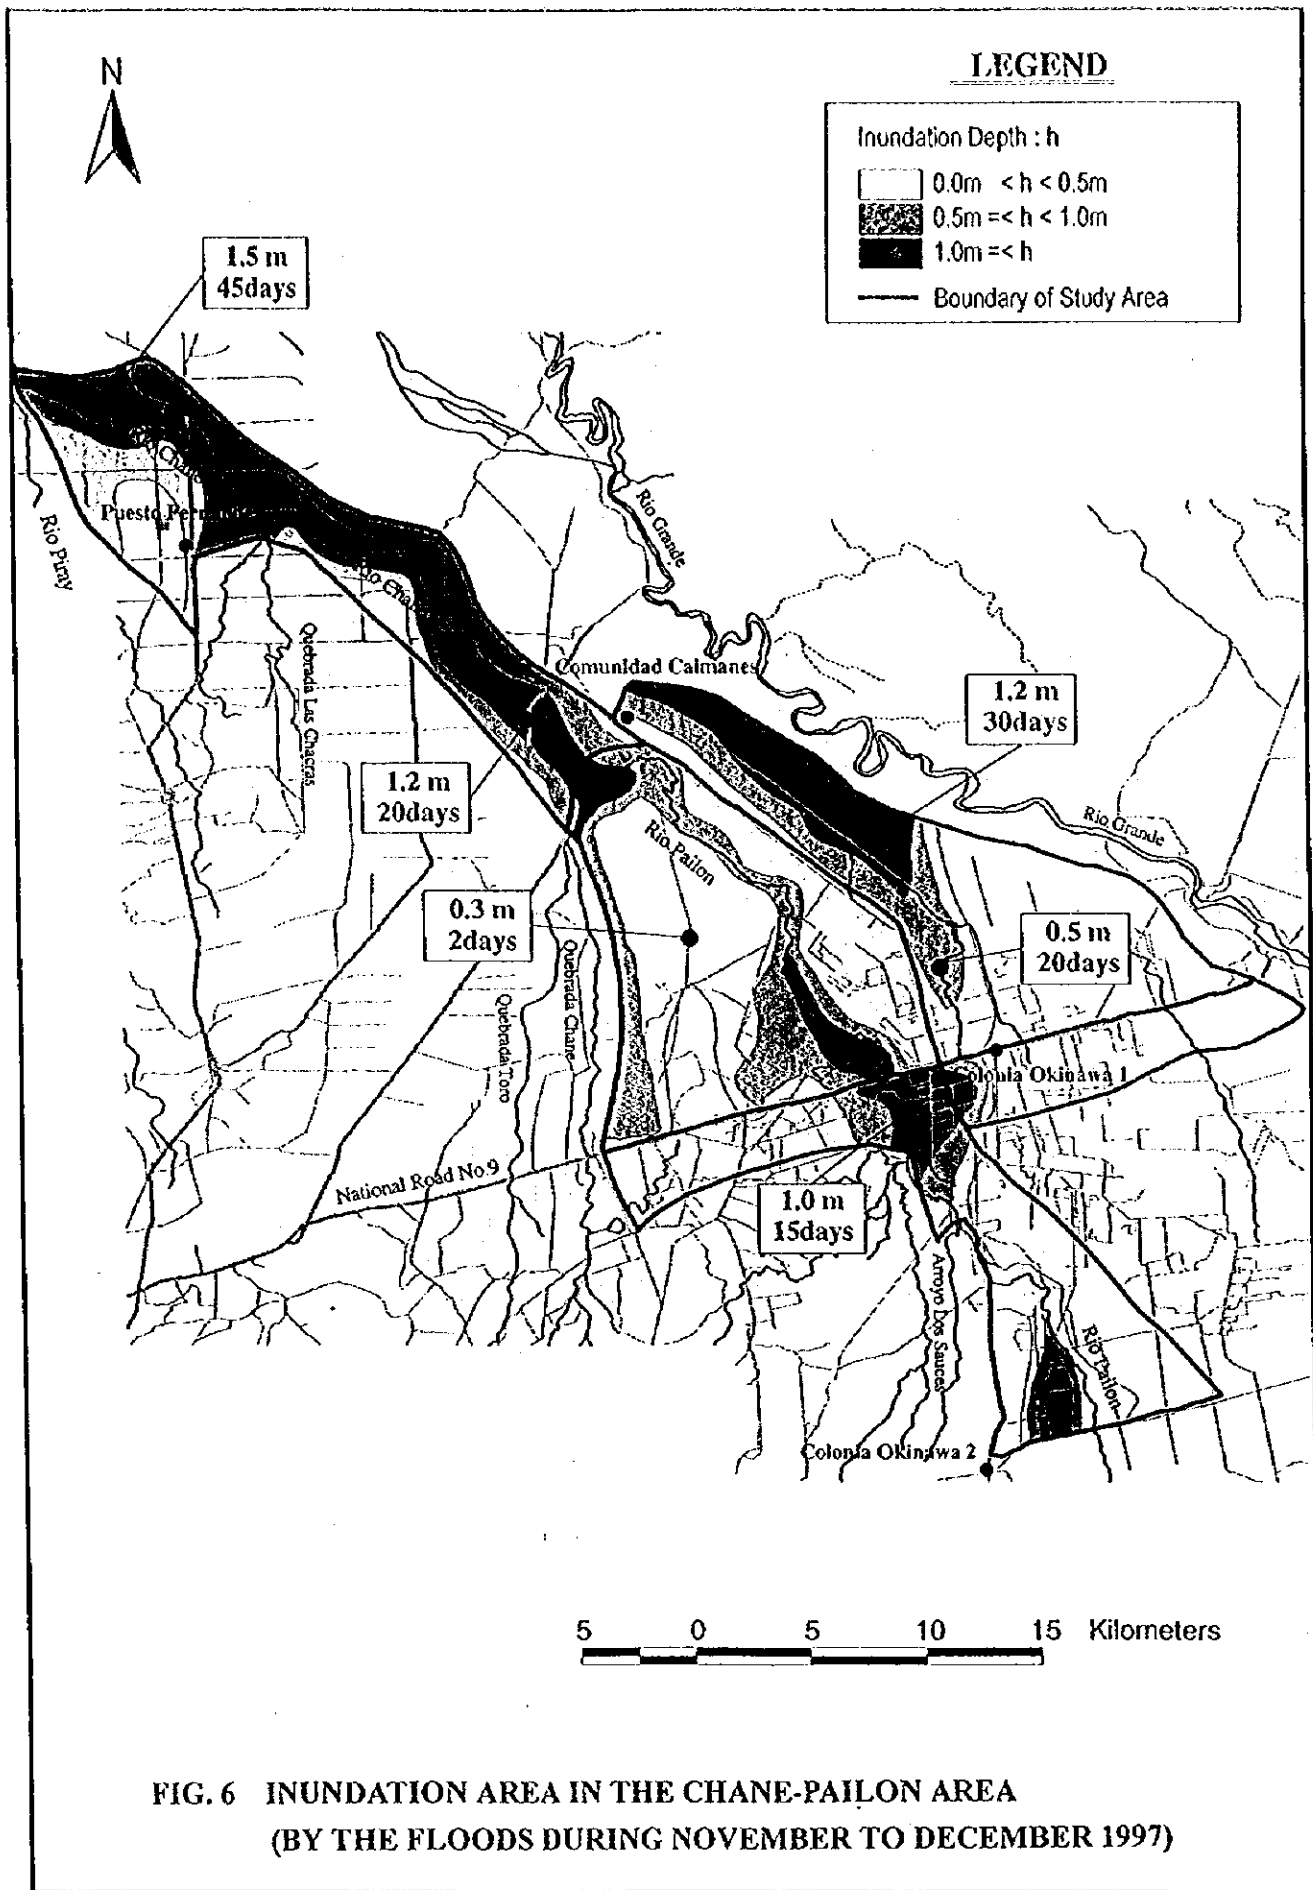 N
LEGEND
Inundation Depth : h
0.0m < h < 0.5m
0.5m =< h < 1.0m
1.0m =< h
Boundary of Study Area
1.5 m
45days
Rio Grande
Rio Piray
Comunidad Caimanes
1.2 m
30days
Quebrada Las Chacras
1.2 m
20days
Rio Pailon
Rio Grande
0.3 m
2days
0.5 m
20days
Quebrada Chane
Quebrada Toro
Colonia Okinawa 1
National Road No.9
1.0 m
15days
Arroyo Dos Sauces
Rio Pailon
Colonia Okinawa 2
5 0 5 10 15 Kilometers
FIG. 6 INUNDATION AREA IN THE CHANE-PAILON AREA
(BY THE FLOODS DURING NOVEMBER TO DECEMBER 1997)